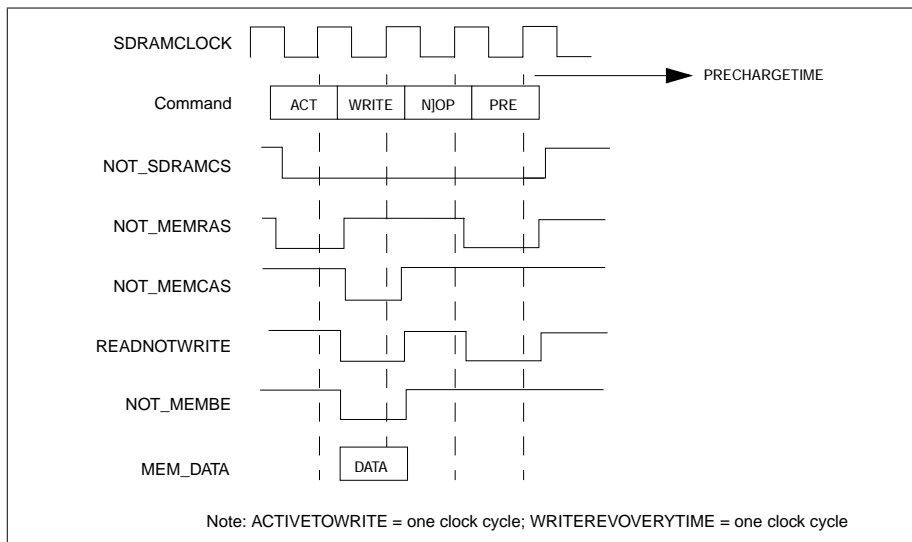 SDRAMCLOCK
PRECHARGETIME
Command
ACT WRITE N]OP PRE
NOT_SDRAMCS
NOT_MEMRAS
NOT_MEMCAS
READNOTWRITE
NOT_MEMBE
MEM_DATA DATA
Note: ACTIVETOWRITE = one clock cycle; WRITEREVOVERYTIME = one clock cycle